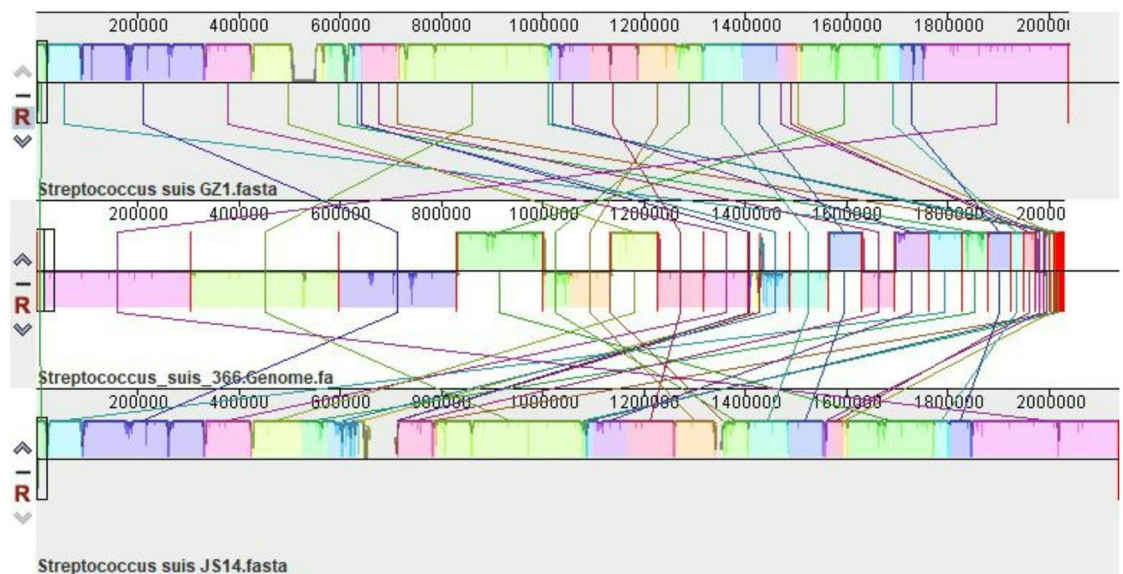 200000 400000 600000 800000 1000000 1200000 1400000 1600000 1800000 200000
R
Streptococcus suis GZ1.fasta
200000 400000 600000 800000 1000000 1200000 1400000 1600000 1800000 20000
R
Streptococcus_suis_366.Genome.fa
200000 400000 600000 800000 1000000 1200000 1400000 1600000 1800000 2000000
R
Streptococcus suis JS14.fasta